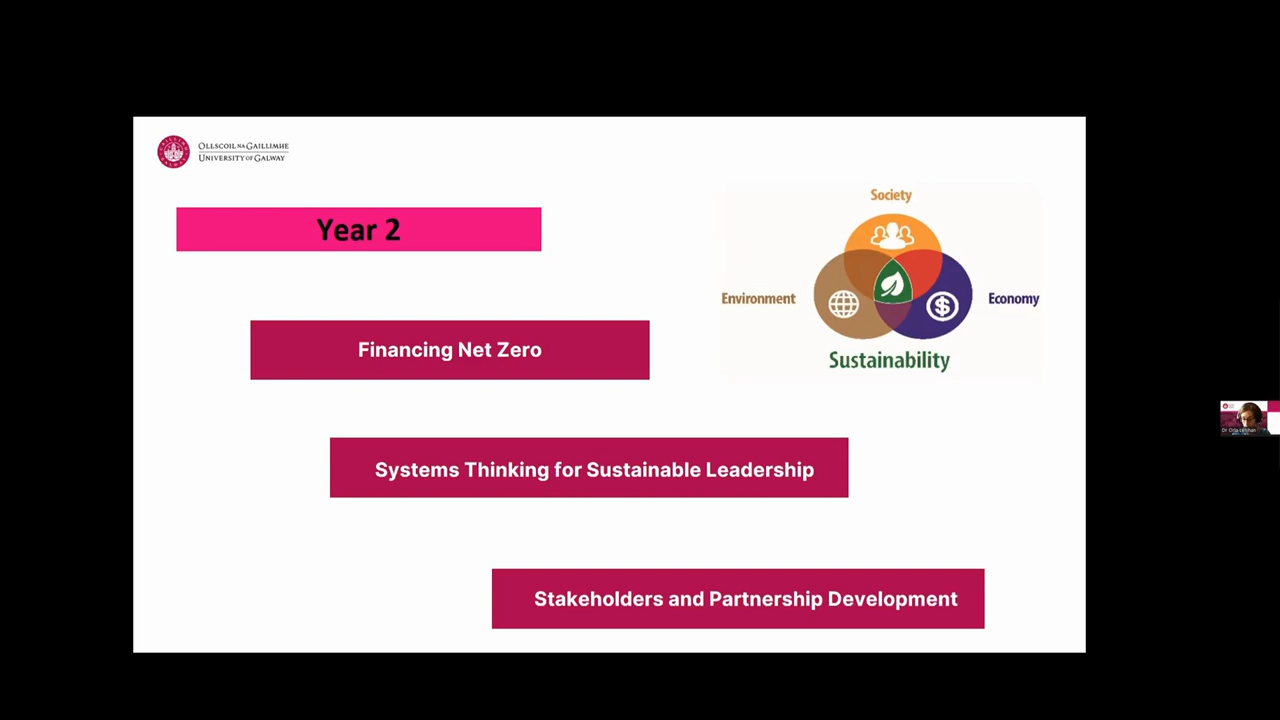 OLLSCOIL NA GAILLIMHE
UNIVERSITY OF GALWAY
Year 2
Society
Environment
Economy
Sustainability
Financing Net Zero
Systems Thinking for Sustainable Leadership
Stakeholders and Partnership Development